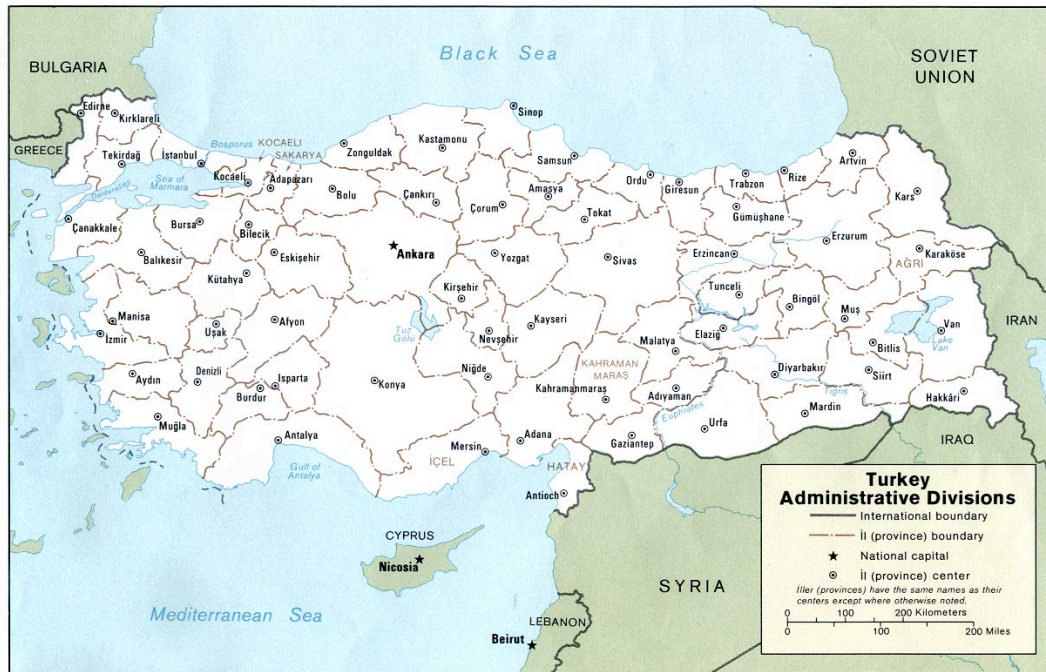 Black Sea
SOVIET
UNION
BULGARIA
Edirne
Kırklareli
GREECE
Tekirdağ
İstanbul
Bosporus
KOCAELI
SAKARYA
Sea of
Marmara
Dardanelles
Kocaeli
Adapazarı
Zonguldak
Kastamonu
Sinop
Samsun
Bolu
Çankırı
Çorum
Amasya
Ordu
Giresun
Trabzon
Rize
Artvin
Kars
Tokat
Gümüşhane
Çanakkale
Bursa
Bilecik
Balıkesir
Eskişehir
Kütahya
Ankara
Yozgat
Sivas
Erzincan
Erzurum
Karaköse
AĞRI
Kirşehir
Tunceli
Bingöl
Muş
Manisa
İzmir
Uşak
Afyon
Tuz
Gölü
Nevşehir
Kayseri
Malatya
Elazig
Van
Lake
Van
Bitlis
IRAN
Aydın
Denizli
Burdur
Isparta
Konya
Niğde
KAHRAMAN
MARAŞ
Kahramanmaraş
Adıyaman
Diyarbakır
Siirt
Tigris
Hakkâri
Muğla
Antalya
Mersin
Adana
Gaziantep
Euphrates
Urfa
Mardin
IRAQ
Gulf of
Antalya
İÇEL
HATAY
Antioch
CYPRUS
Nicosia
SYRIA
Mediterranean Sea
LEBANON
Beirut
Turkey
Administrative Divisions
International boundary
İl (province) boundary
National capital
İl (province) center
İller (provinces) have the same names as their
centers except where otherwise noted.
0 100 200 Kilometers
0 100 200 Miles